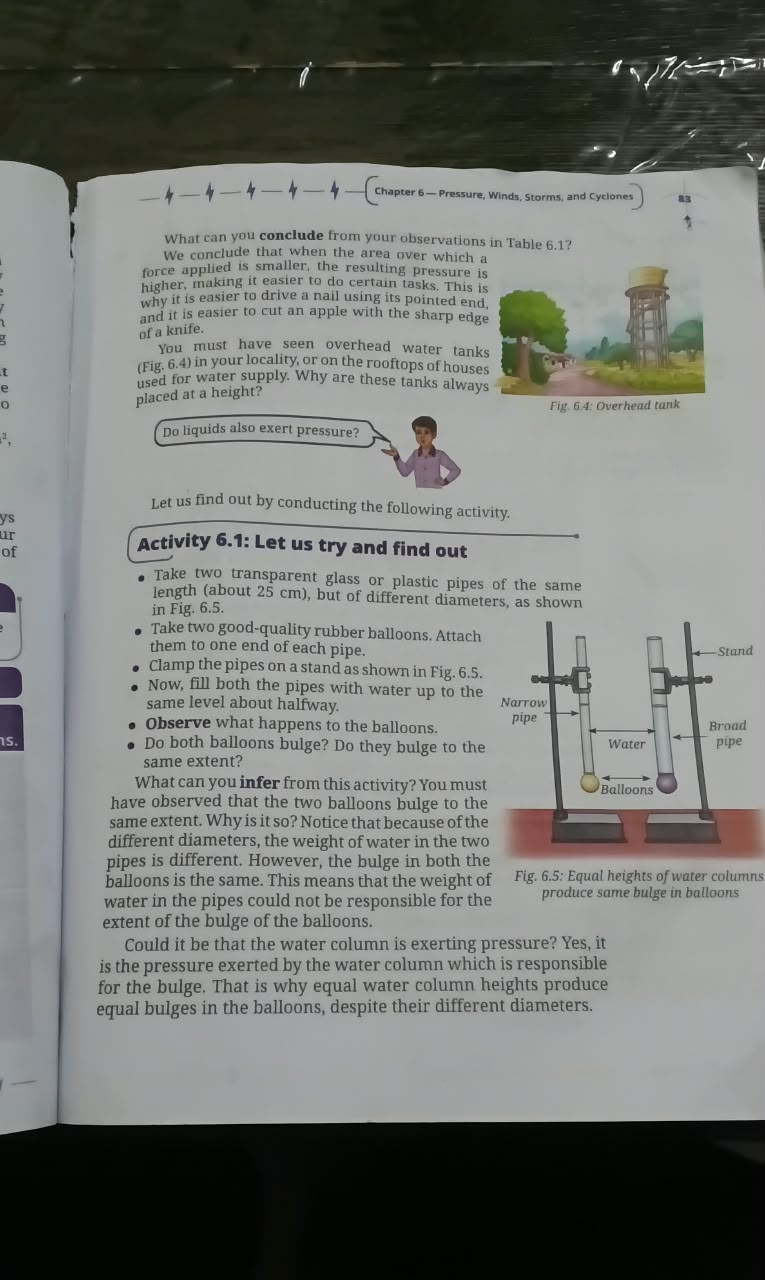 Chapter 6 — Pressure, Winds, Storms, and Cyclones
83
What can you conclude from your observations in Table 6.1?
We conclude that when the area over which a
force applied is smaller, the resulting pressure is
higher, making it easier to do certain tasks. This is
why it is easier to drive a nail using its pointed end,
and it is easier to cut an apple with the sharp edge
of a knife.
You must have seen overhead water tanks
(Fig. 6.4) in your locality, or on the rooftops of houses
used for water supply. Why are these tanks always
placed at a height?
Fig. 6.4: Overhead tank
Do liquids also exert pressure?
Let us find out by conducting the following activity.
Activity 6.1: Let us try and find out
• Take two transparent glass or plastic pipes of the same
length (about 25 cm), but of different diameters, as shown
in Fig. 6.5.
• Take two good-quality rubber balloons. Attach
them to one end of each pipe.
• Clamp the pipes on a stand as shown in Fig. 6.5.
• Now, fill both the pipes with water up to the
same level about halfway.
• Observe what happens to the balloons.
• Do both balloons bulge? Do they bulge to the
same extent?
What can you infer from this activity? You must
have observed that the two balloons bulge to the
same extent. Why is it so? Notice that because of the
different diameters, the weight of water in the two
pipes is different. However, the bulge in both the
balloons is the same. This means that the weight of
water in the pipes could not be responsible for the
extent of the bulge of the balloons.
Stand
Narrow
pipe
Broad
pipe
Water
Balloons
Fig. 6.5: Equal heights of water columns
produce same bulge in balloons
Could it be that the water column is exerting pressure? Yes, it
is the pressure exerted by the water column which is responsible
for the bulge. That is why equal water column heights produce
equal bulges in the balloons, despite their different diameters.
ys
ur
of